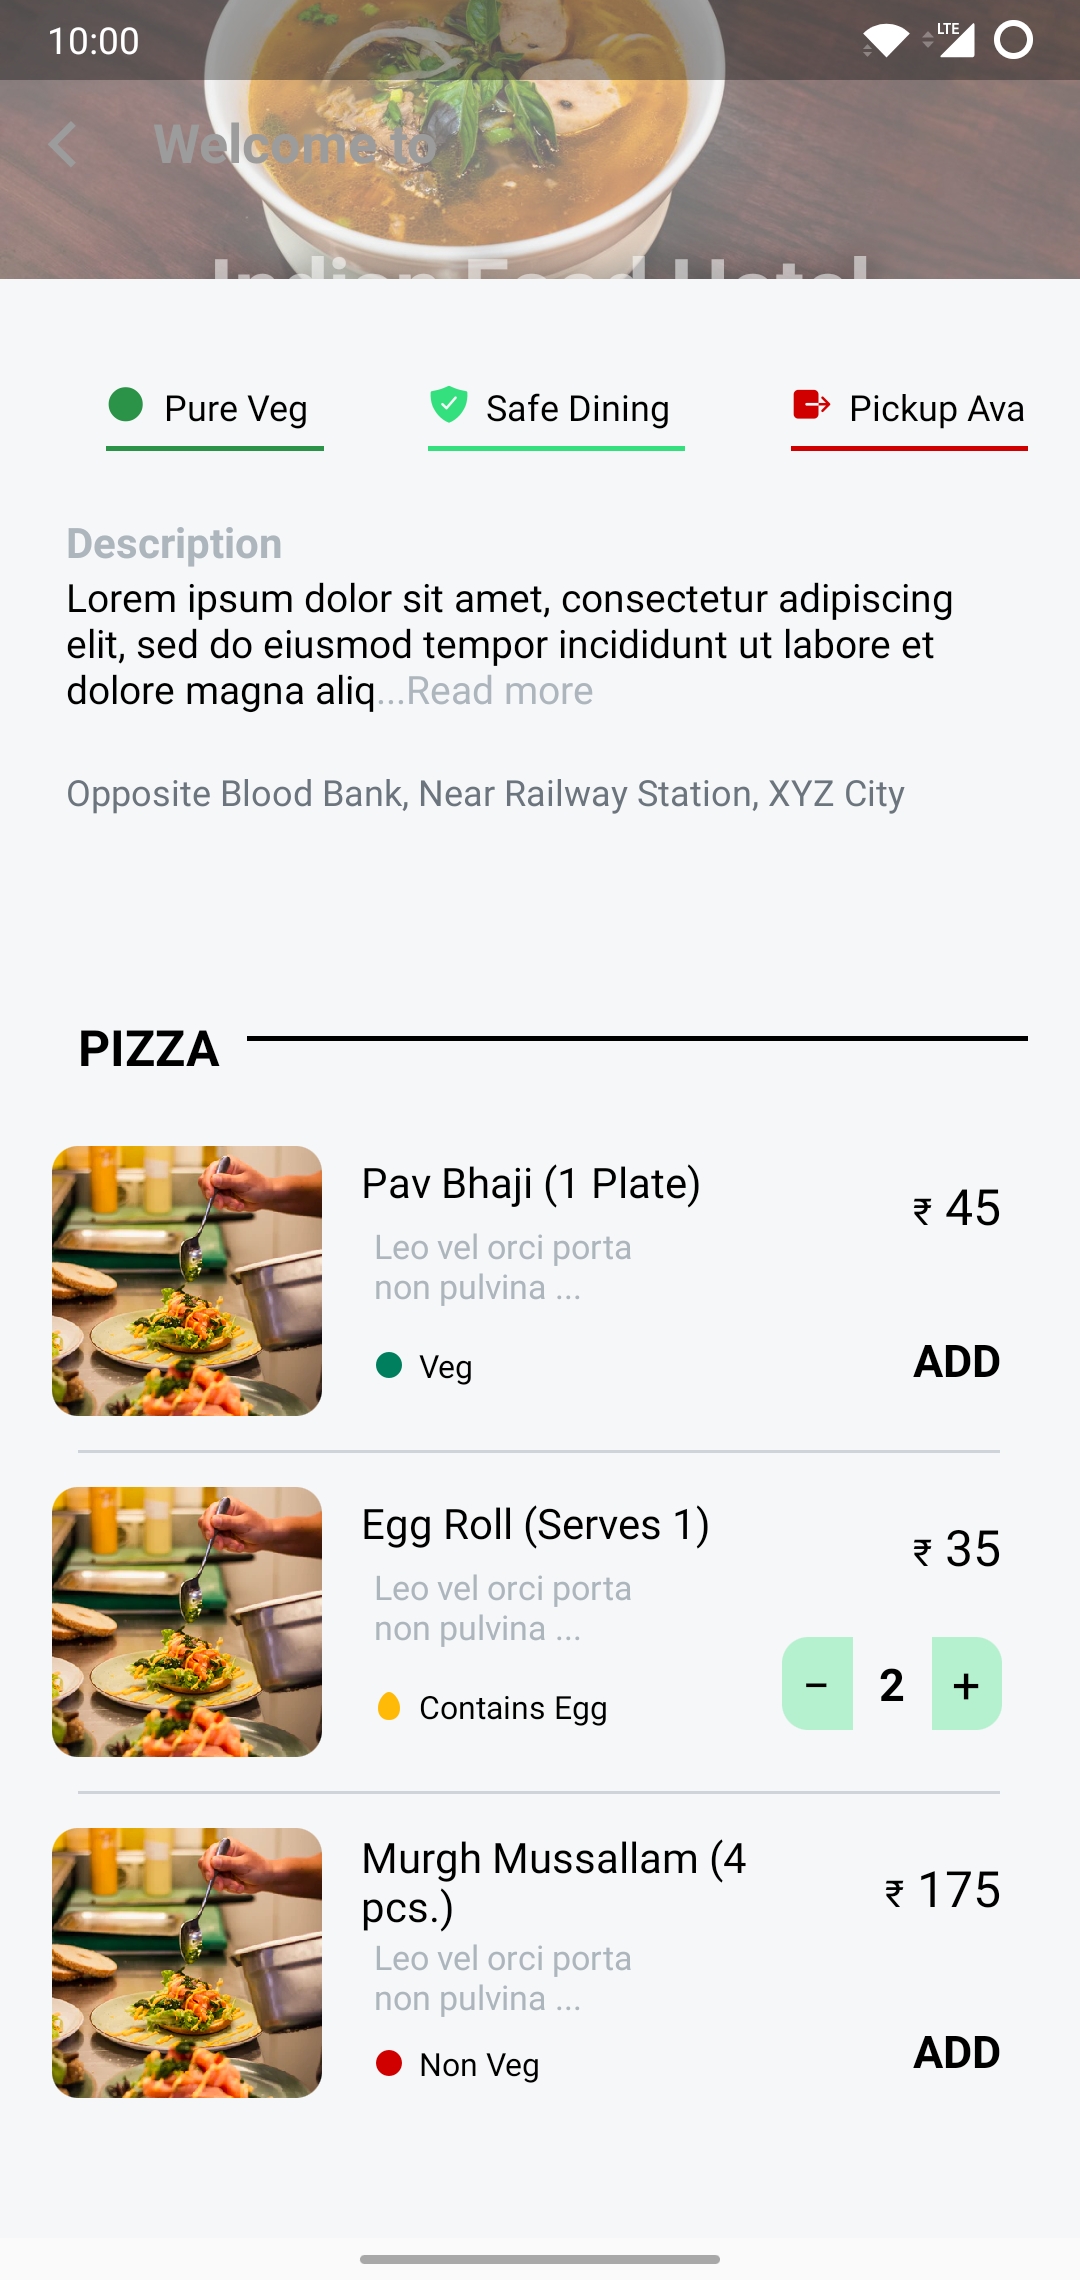 10:00
LTE
Welcome to
Indian Food Hotel
Pure Veg
Safe Dining
Pickup Ava
Description
Lorem ipsum dolor sit amet, consectetur adipiscing
elit, sed do eiusmod tempor incididunt ut labore et
dolore magna aliq...Read more
Opposite Blood Bank, Near Railway Station, XYZ City
PIZZA
Pav Bhaji (1 Plate)
₹ 45
Leo vel orci porta
non pulvina ...
Veg
ADD
Egg Roll (Serves 1)
₹ 35
Leo vel orci porta
non pulvina ...
Contains Egg
− 2 +
Murgh Mussallam (4
pcs.)
₹ 175
Leo vel orci porta
non pulvina ...
Non Veg
ADD